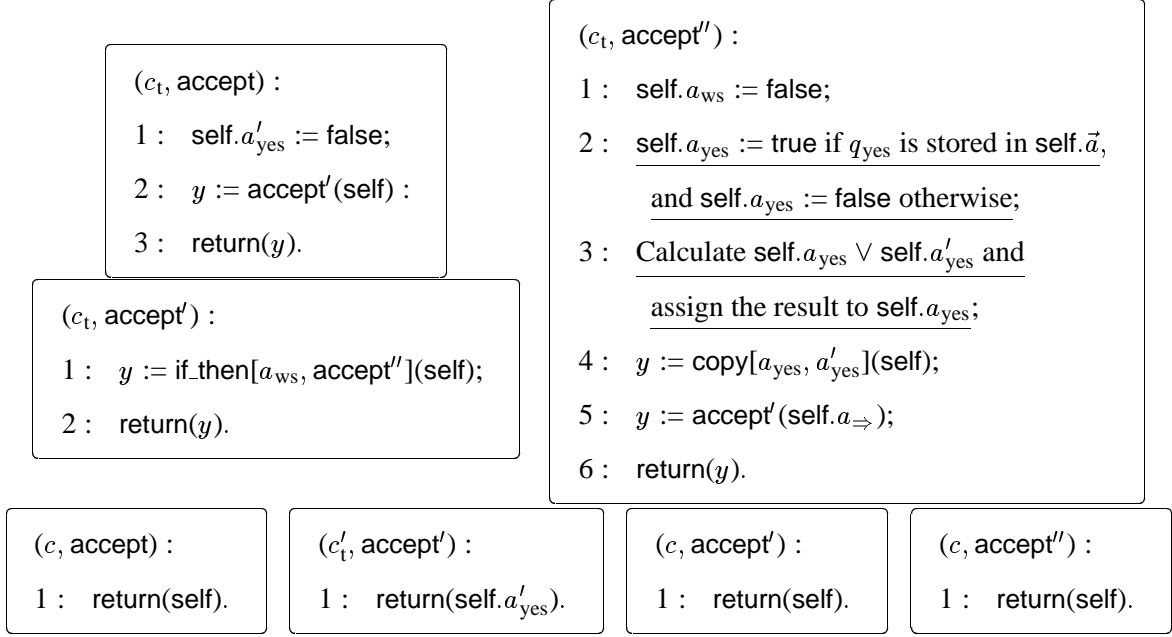 (c_t, accept) :
1 : self.a′_yes := false;
2 : y := accept′(self) :
3 : return(y).
(c_t, accept′) :
1 : y := if_then[a_ws, accept″](self);
2 : return(y).
(c_t, accept″) :
1 : self.a_ws := false;
2 : self.a_yes := true if q_yes is stored in self.a⃗,
and self.a_yes := false otherwise;
3 : Calculate self.a_yes ∨ self.a′_yes and
assign the result to self.a_yes;
4 : y := copy[a_yes, a′_yes](self);
5 : y := accept′(self.a_⇒);
6 : return(y).
(c, accept) :
1 : return(self).
(c′_t, accept′) :
1 : return(self.a′_yes).
(c, accept′) :
1 : return(self).
(c, accept″) :
1 : return(self).